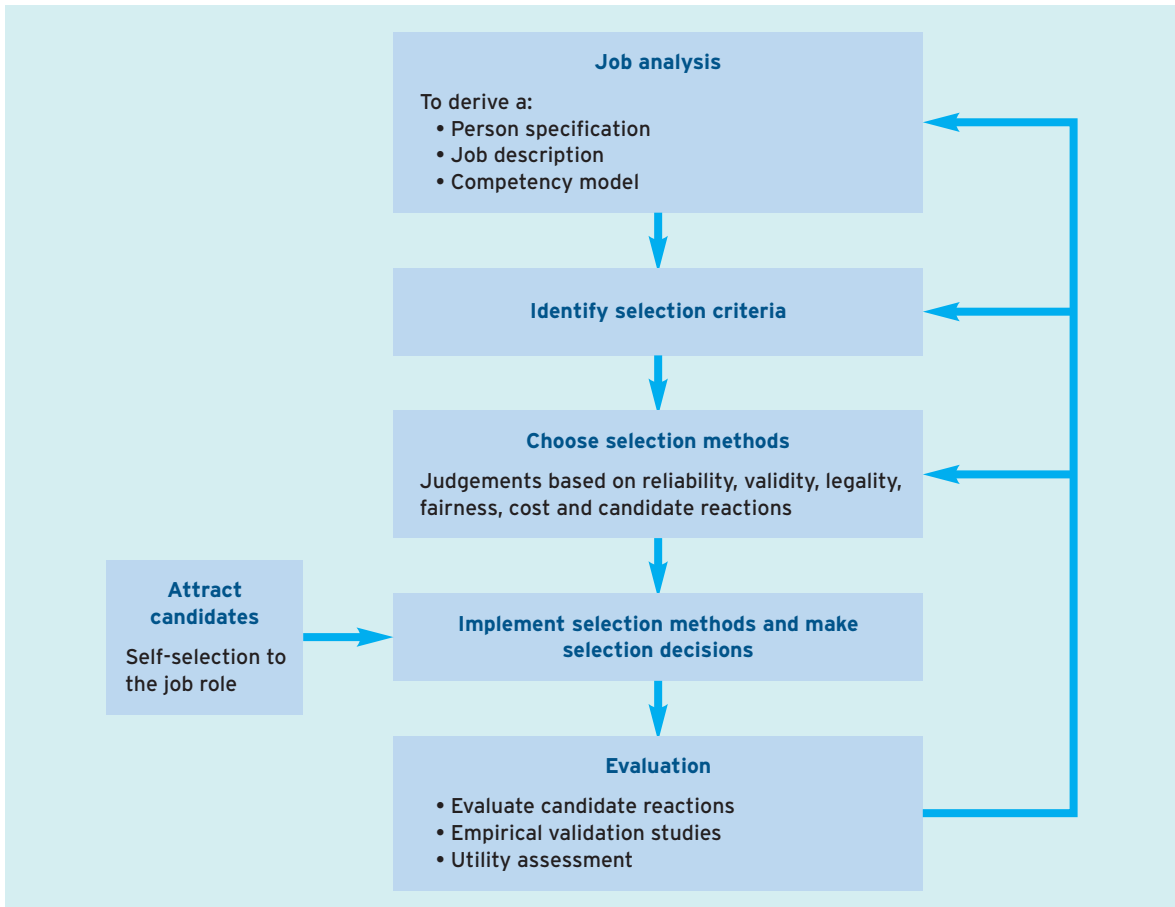 Job analysis
To derive a:
• Person specification
• Job description
• Competency model
Identify selection criteria
Choose selection methods
Judgements based on reliability, validity, legality,
fairness, cost and candidate reactions
Attract
candidates
Self-selection to
the job role
Implement selection methods and make
selection decisions
Evaluation
• Evaluate candidate reactions
• Empirical validation studies
• Utility assessment